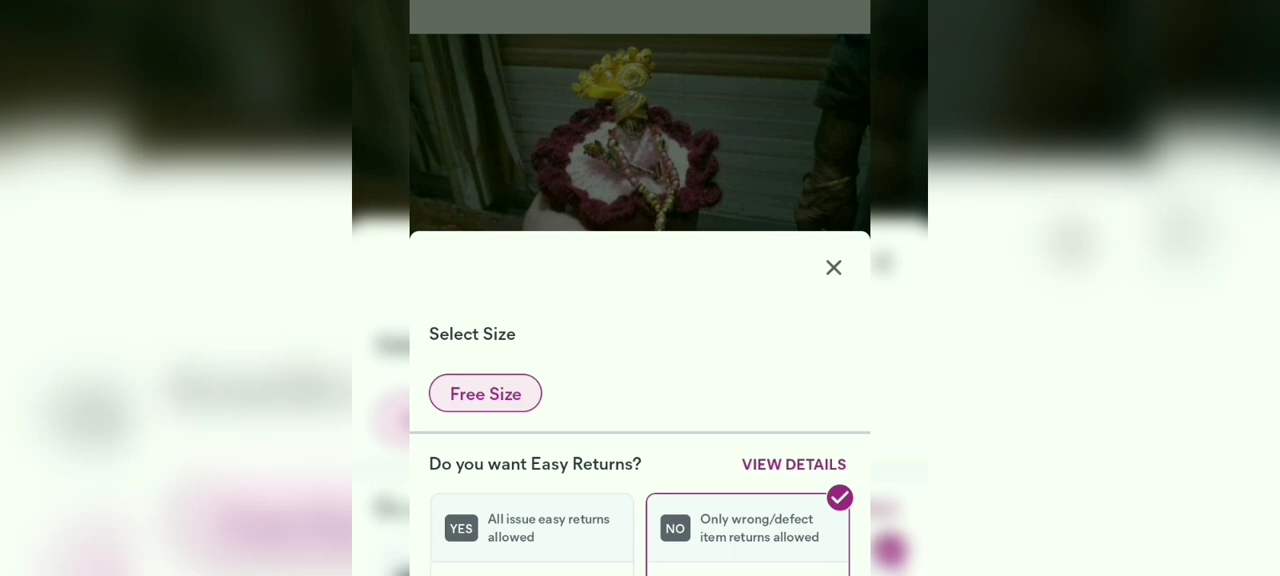 Select Size
Free Size
Do you want Easy Returns?
VIEW DETAILS
YES
All issue easy returns
allowed
NO
Only wrong/defect
item returns allowed